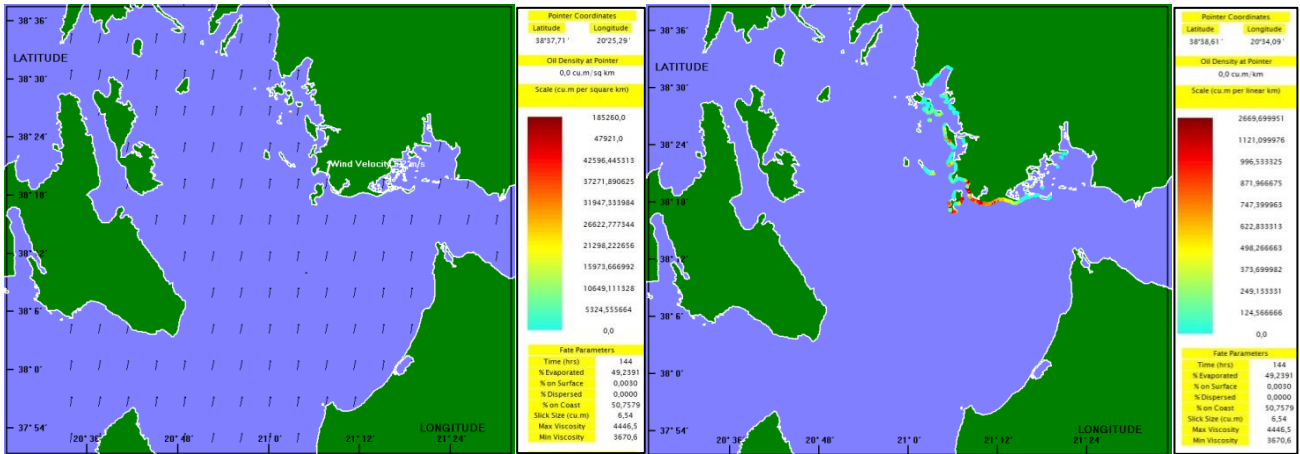 38° 36'
LATITUDE
38° 30'
38° 24'
38° 18'
38° 6'
38° 0'
37° 54'
20° 48'
21° 0'
21° 12'
21° 24'
LONGITUDE
Wind Velocity
Pointer Coordinates
Latitude Longitude
38°37,71' 20°25,29'
Oil Density at Pointer
0,0 cu.m/sq km
Scale (cu.m per square km)
185260,0
47921,0
42596,445313
37271,890625
31947,333984
26622,777344
21298,222656
15973,666992
10649,111328
5324,555664
0,0
Fate Parameters
Time (hrs) 144
% Evaporated 49,2391
% on Surface 0,0030
% Dispersed 0,0000
% on Coast 50,7579
Slick Size (cu.m) 6,54
Max Viscosity 4446,5
Min Viscosity 3670,6
38° 36'
LATITUDE
38° 30'
38° 24'
38° 18'
38° 6'
38° 0'
37° 54'
20° 36'
20° 48'
21° 0'
21° 12'
21° 24'
LONGITUDE
Pointer Coordinates
Latitude Longitude
38°38,61' 20°34,09'
Oil Density at Pointer
0,0 cu.m/km
Scale (cu.m per linear km)
2669,699951
1121,099976
996,533325
871,966675
747,399963
622,833313
498,266663
373,699982
249,133331
124,566666
0,0
Fate Parameters
Time (hrs) 144
% Evaporated 49,2391
% on Surface 0,0030
% Dispersed 0,0000
% on Coast 50,7579
Slick Size (cu.m) 6,54
Max Viscosity 4446,5
Min Viscosity 3670,6